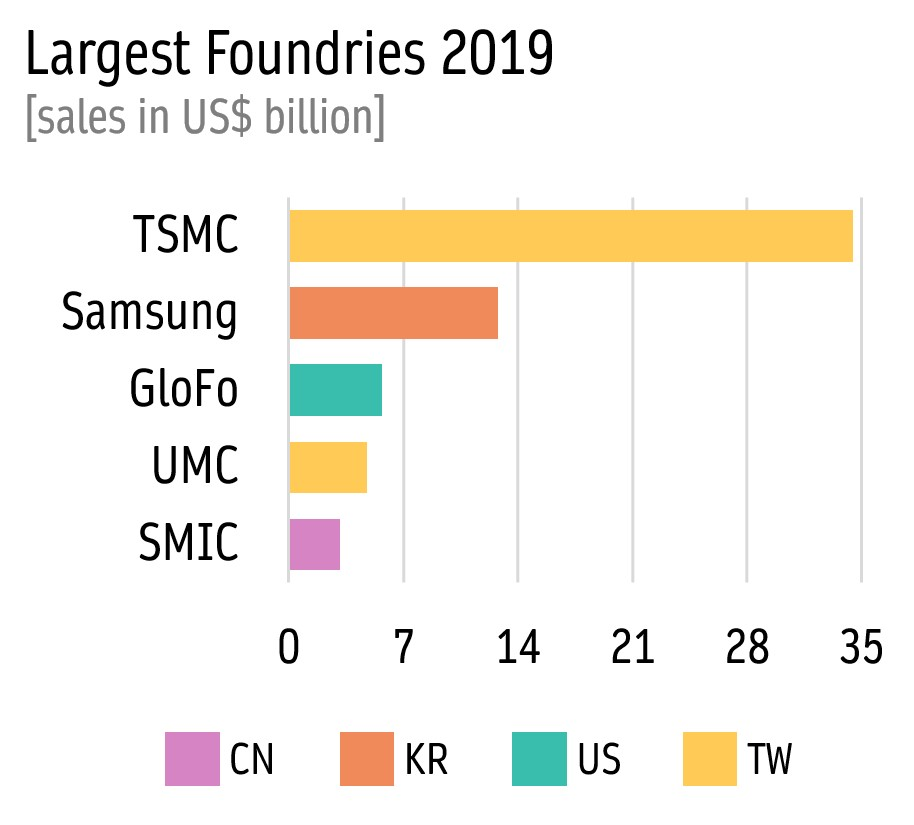 Largest Foundries 2019
[sales in US$ billion]
TSMC
Samsung
GloFo
UMC
SMIC
0 7 14 21 28 35
CN KR US TW